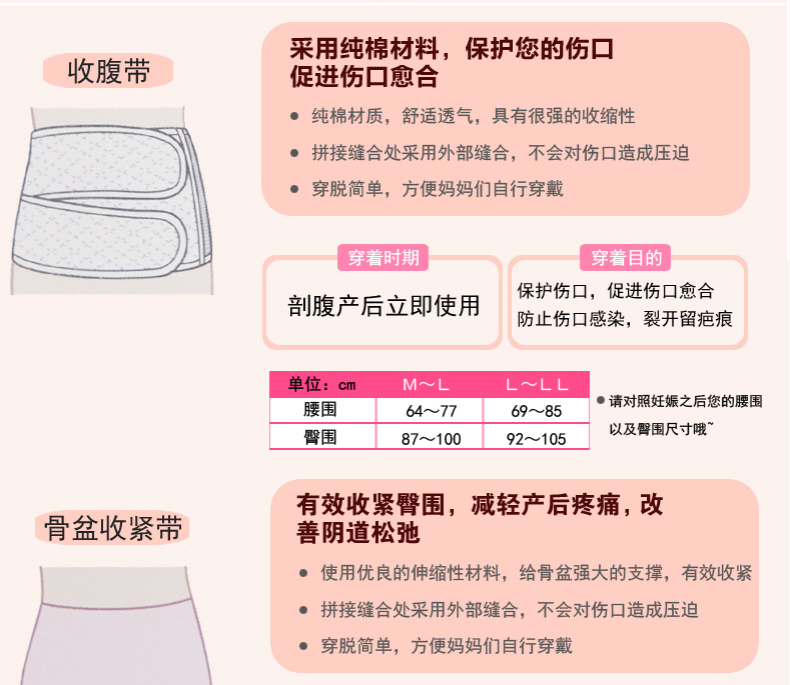 收腹带
采用纯棉材料，保护您的伤口
促进伤口愈合
● 纯棉材质，舒适透气，具有很强的收缩性
● 拼接缝合处采用外部缝合，不会对伤口造成压迫
● 穿脱简单，方便妈妈们自行穿戴
穿着时期
剖腹产后立即使用
穿着目的
保护伤口，促进伤口愈合
防止伤口感染，裂开留疤痕
单位：cm M～L L～LL
腰围 64～77 69～85
臀围 87～100 92～105
● 请对照妊娠之后您的腰围
以及臀围尺寸哦~
骨盆收紧带
有效收紧臀围，减轻产后疼痛，改
善阴道松弛
● 使用优良的伸缩性材料，给骨盆强大的支撑，有效收紧
● 拼接缝合处采用外部缝合，不会对伤口造成压迫
● 穿脱简单，方便妈妈们自行穿戴